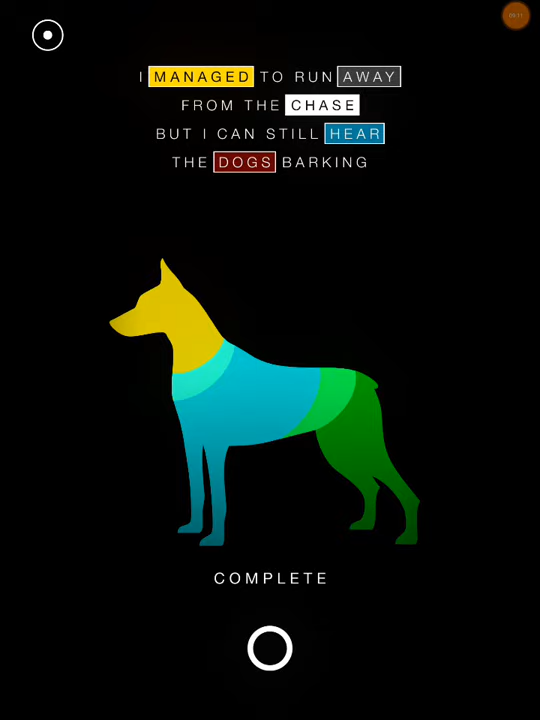 I MANAGED TO RUN AWAY
FROM THE CHASE
BUT I CAN STILL HEAR
THE DOGS BARKING
COMPLETE